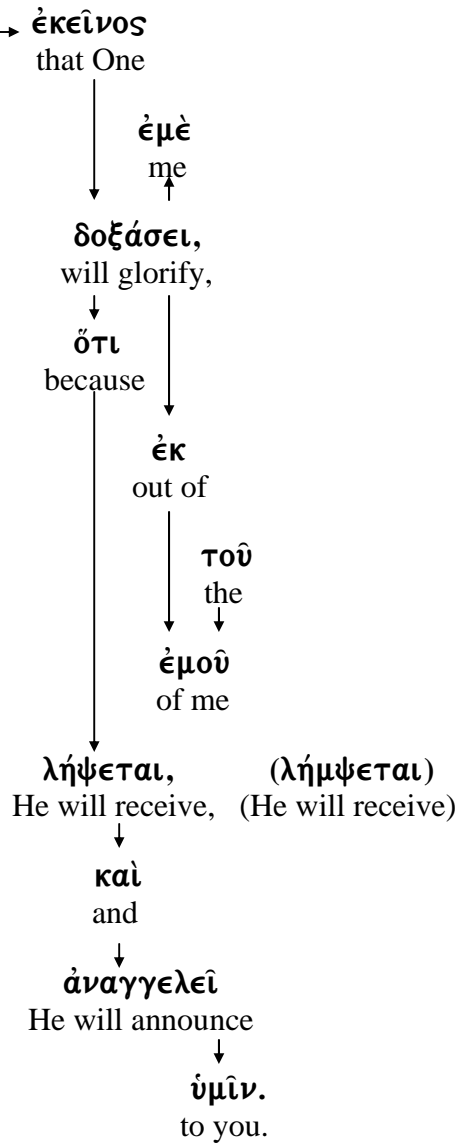 ἐκεῖνος
that One
ἐμὲ
me
δοξάσει,
will glorify,
ὅτι
because
ἐκ
out of
τοῦ
the
ἐμοῦ
of me
λήψεται, (λήμψεται)
He will receive, (He will receive)
καὶ
and
ἀναγγελεῖ
He will announce
ὑμῖν.
to you.